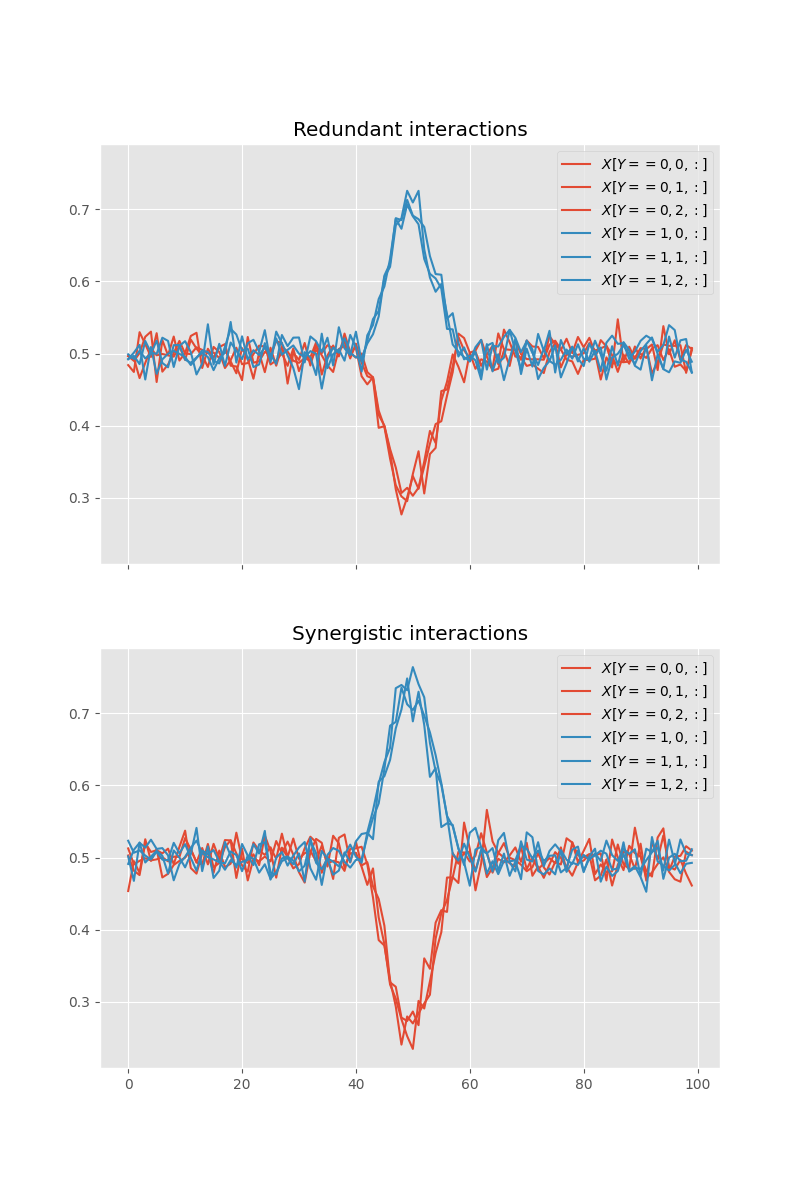 Redundant interactions
X[Y==0,0,:]
X[Y==0,1,:]
X[Y==0,2,:]
X[Y==1,0,:]
X[Y==1,1,:]
X[Y==1,2,:]
0.7
0.6
0.5
0.4
0.3
Synergistic interactions
X[Y==0,0,:]
X[Y==0,1,:]
X[Y==0,2,:]
X[Y==1,0,:]
X[Y==1,1,:]
X[Y==1,2,:]
0.7
0.6
0.5
0.4
0.3
0 20 40 60 80 100